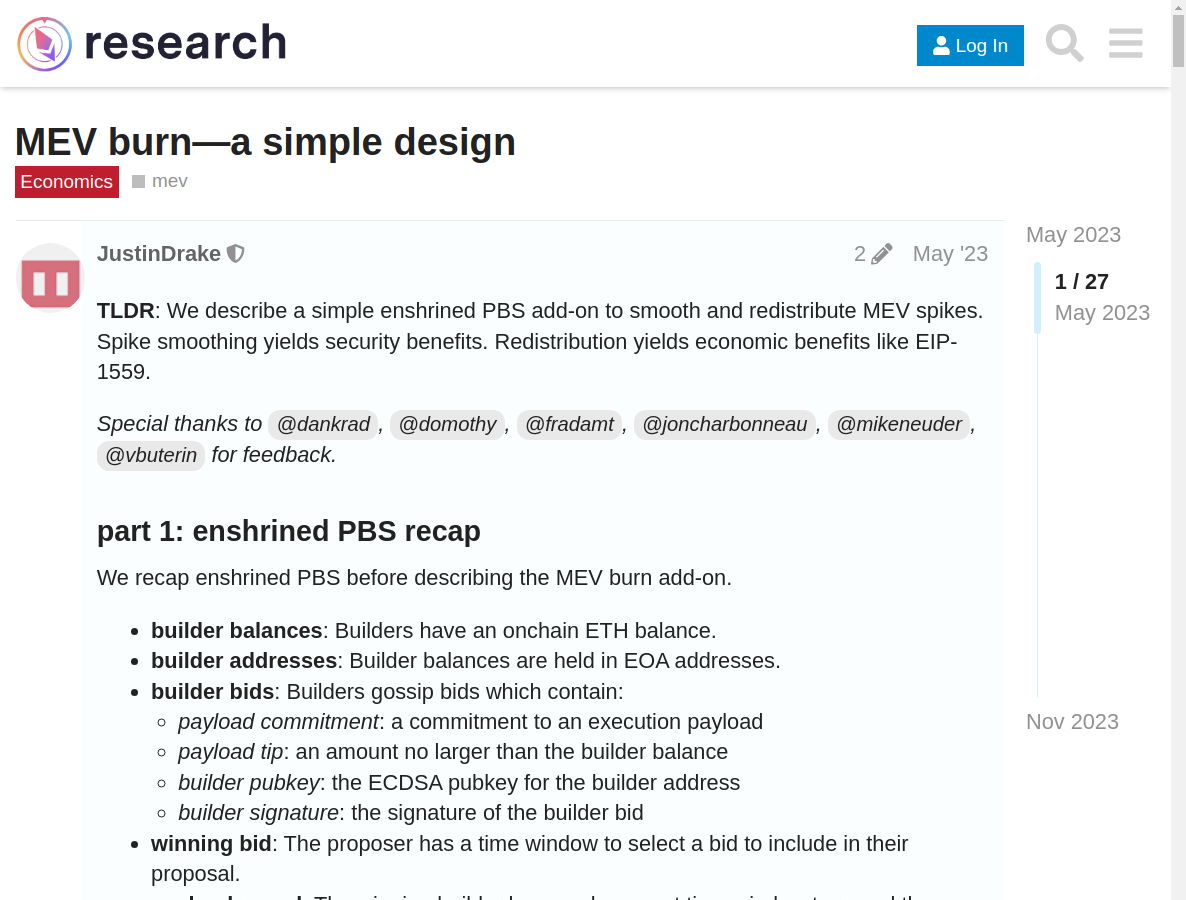 research
Log In
MEV burn—a simple design
Economics
mev
JustinDrake
2
May '23
TLDR: We describe a simple enshrined PBS add-on to smooth and redistribute MEV spikes.
Spike smoothing yields security benefits. Redistribution yields economic benefits like EIP-
1559.
Special thanks to @dankrad, @domothy, @fradamt, @joncharbonneau, @mikeneuder,
@vbuterin for feedback.
part 1: enshrined PBS recap
We recap enshrined PBS before describing the MEV burn add-on.
builder balances: Builders have an onchain ETH balance.
builder addresses: Builder balances are held in EOA addresses.
builder bids: Builders gossip bids which contain:
payload commitment: a commitment to an execution payload
payload tip: an amount no larger than the builder balance
builder pubkey: the ECDSA pubkey for the builder address
builder signature: the signature of the builder bid
winning bid: The proposer has a time window to select a bid to include in their
proposal.
May 2023
1 / 27
May 2023
Nov 2023